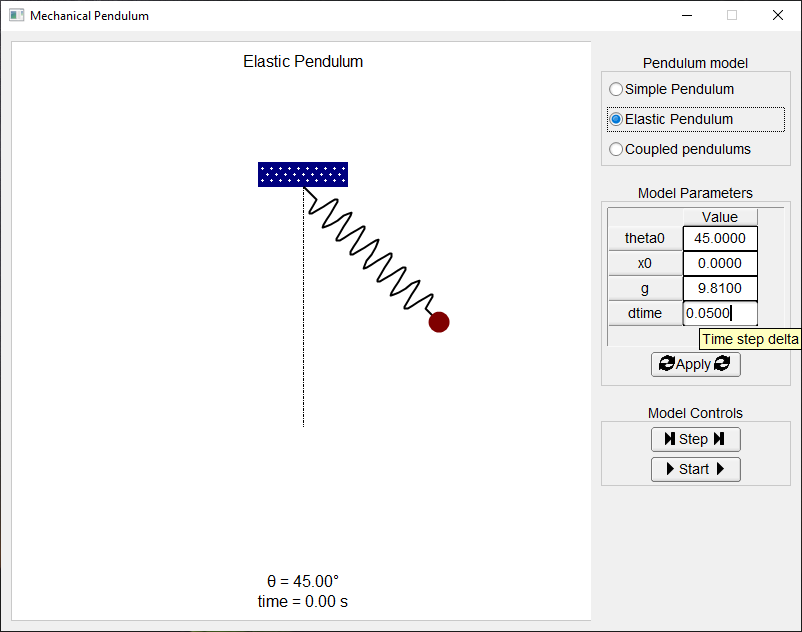 Mechanical Pendulum
Elastic Pendulum
θ = 45.00°
time = 0.00 s
Pendulum model
Simple Pendulum
Elastic Pendulum
Coupled pendulums
Model Parameters
Value
theta0 45.0000
x0 0.0000
g 9.8100
dtime 0.0500
Time step delta
Apply
Model Controls
Step
Start